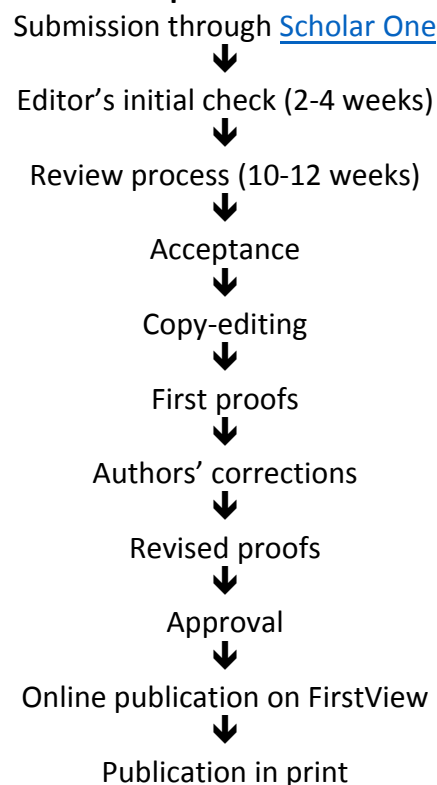 Submission through Scholar One
Editor's initial check (2-4 weeks)
Review process (10-12 weeks)
Acceptance
Copy-editing
First proofs
Authors' corrections
Revised proofs
Approval
Online publication on FirstView
Publication in print